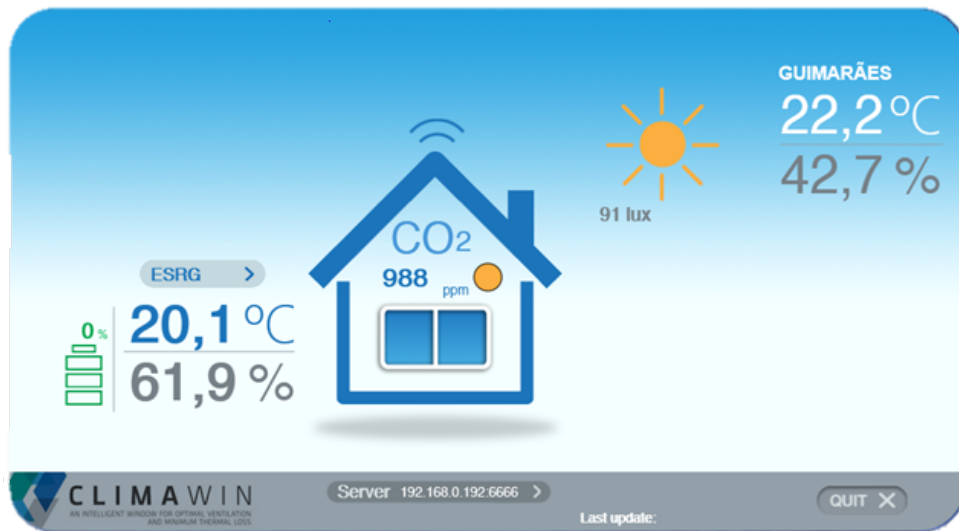 GUIMARÃES
22,2 ºC
42,7 %
91 lux
CO2
988 ppm
ESRG >
0 %
20,1 ºC
61,9 %
CLIMAWIN
AN INTELLIGENT WINDOW FOR OPTIMAL VENTILATION
AND MINIMUM THERMAL LOSS
Server 192.168.0.192:6666 >
Last update:
QUIT X